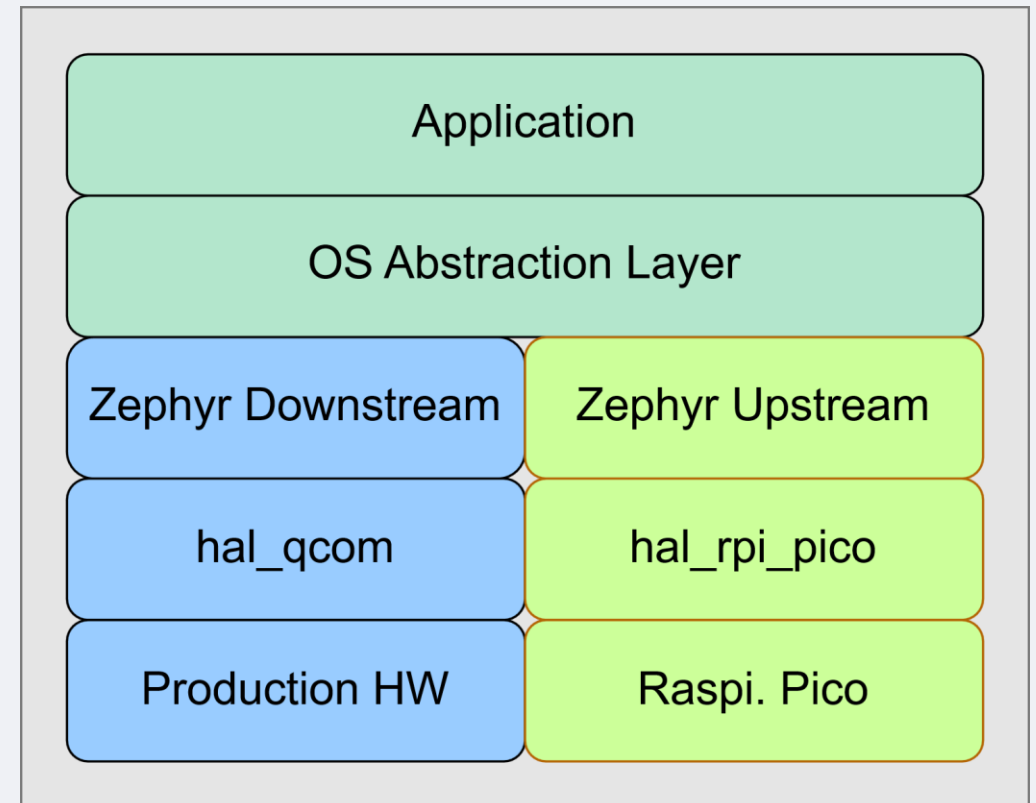 Application
OS Abstraction Layer
Zephyr Downstream
Zephyr Upstream
hal_qcom
hal_rpi_pico
Production HW
Raspi. Pico